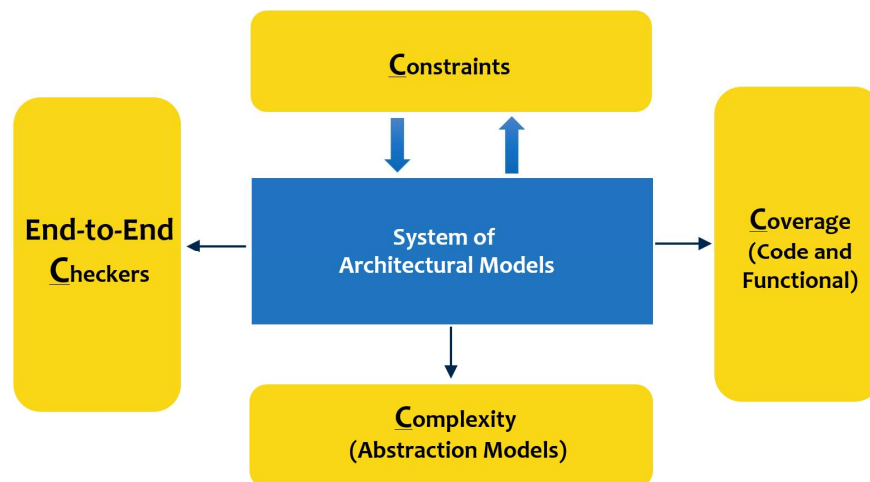 Constraints
End-to-End
Checkers
System of
Architectural Models
Coverage
(Code and
Functional)
Complexity
(Abstraction Models)